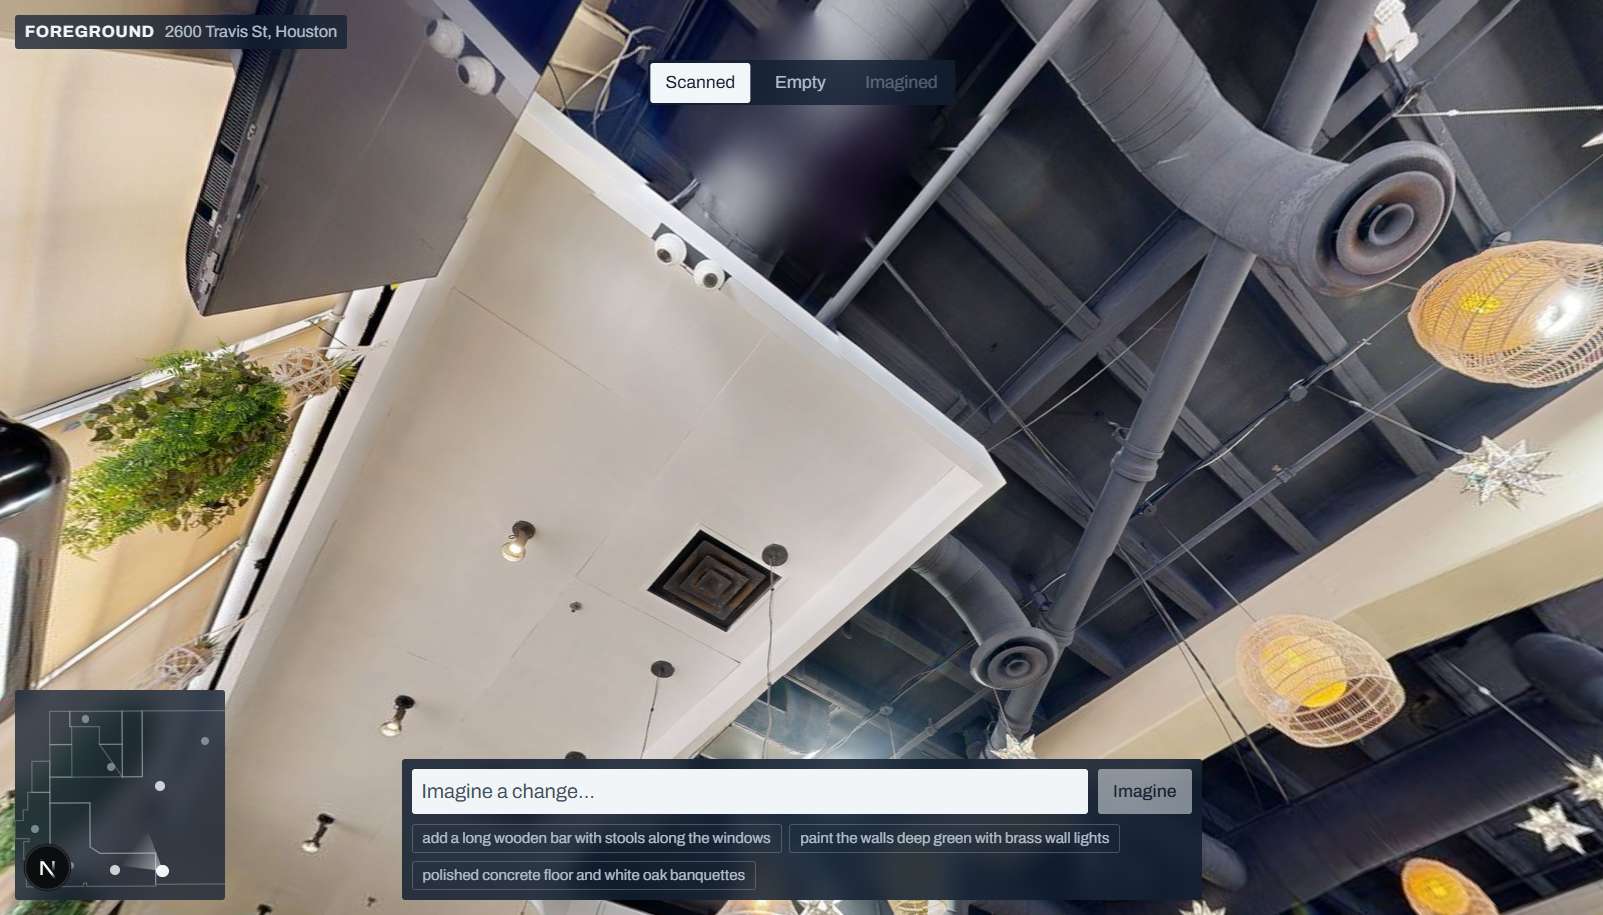 FOREGROUND 2600 Travis St, Houston
Scanned Empty Imagined
Imagine a change... Imagine
add a long wooden bar with stools along the windows paint the walls deep green with brass wall lights
polished concrete floor and white oak banquettes
N